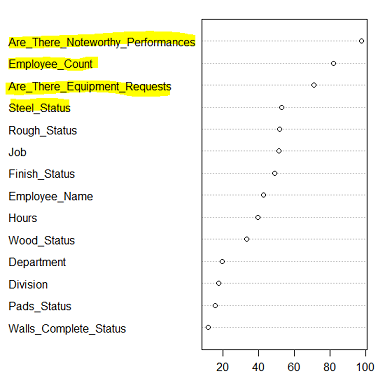 Are_There_Noteworthy_Performances
Employee_Count
Are_There_Equipment_Requests
Steel_Status
Rough_Status
Job
Finish_Status
Employee_Name
Hours
Wood_Status
Department
Division
Pads_Status
Walls_Complete_Status
20 40 60 80 100